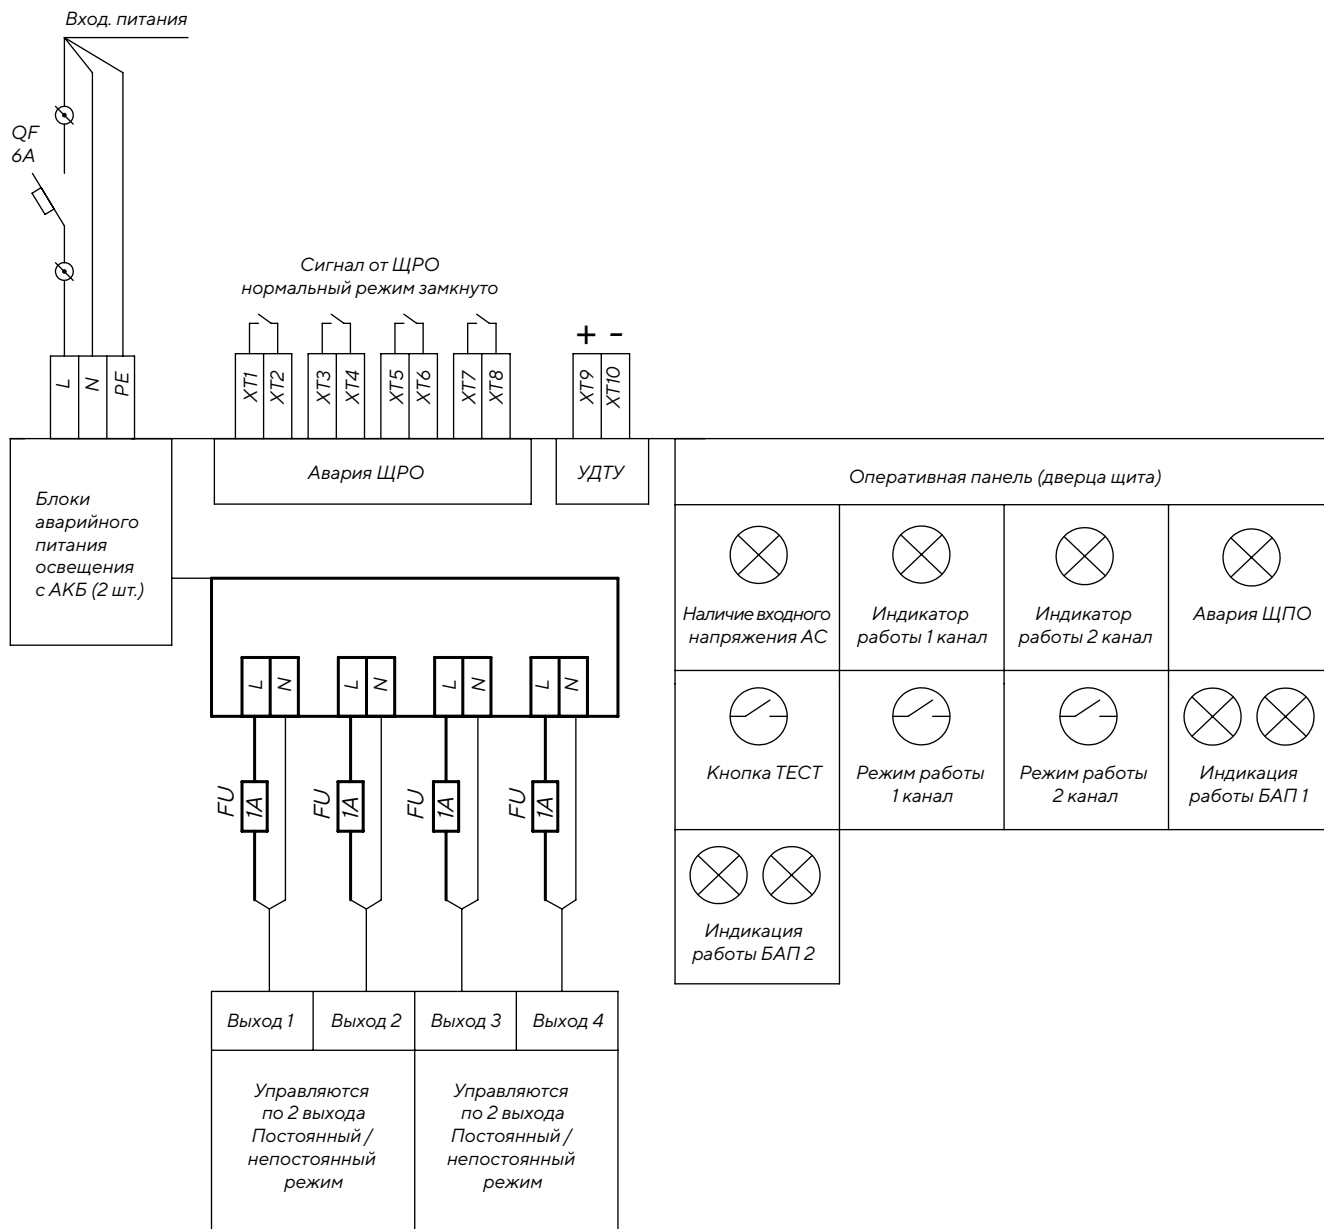 Вход. питания
QF
6А
Сигнал от ЩРО
нормальный режим замкнуто
+ -
L
N
PE
XT1
XT2
XT3
XT4
XT5
XT6
XT7
XT8
XT9
XT10
Блоки
аварийного
питания
освещения
с АКБ (2 шт.)
Авария ЩРО
УДТУ
Оперативная панель (дверца щита)
Наличие входного
напряжения АС
Индикатор
работы 1 канал
Индикатор
работы 2 канал
Авария ЩПО
Кнопка ТЕСТ
Режим работы
1 канал
Режим работы
2 канал
Индикация
работы БАП 1
Индикация
работы БАП 2
L
N
L
N
L
N
L
N
FU
1A
FU
1A
FU
1A
FU
1A
Выход 1
Выход 2
Выход 3
Выход 4
Управляются
по 2 выхода
Постоянный /
непостоянный
режим
Управляются
по 2 выхода
Постоянный /
непостоянный
режим